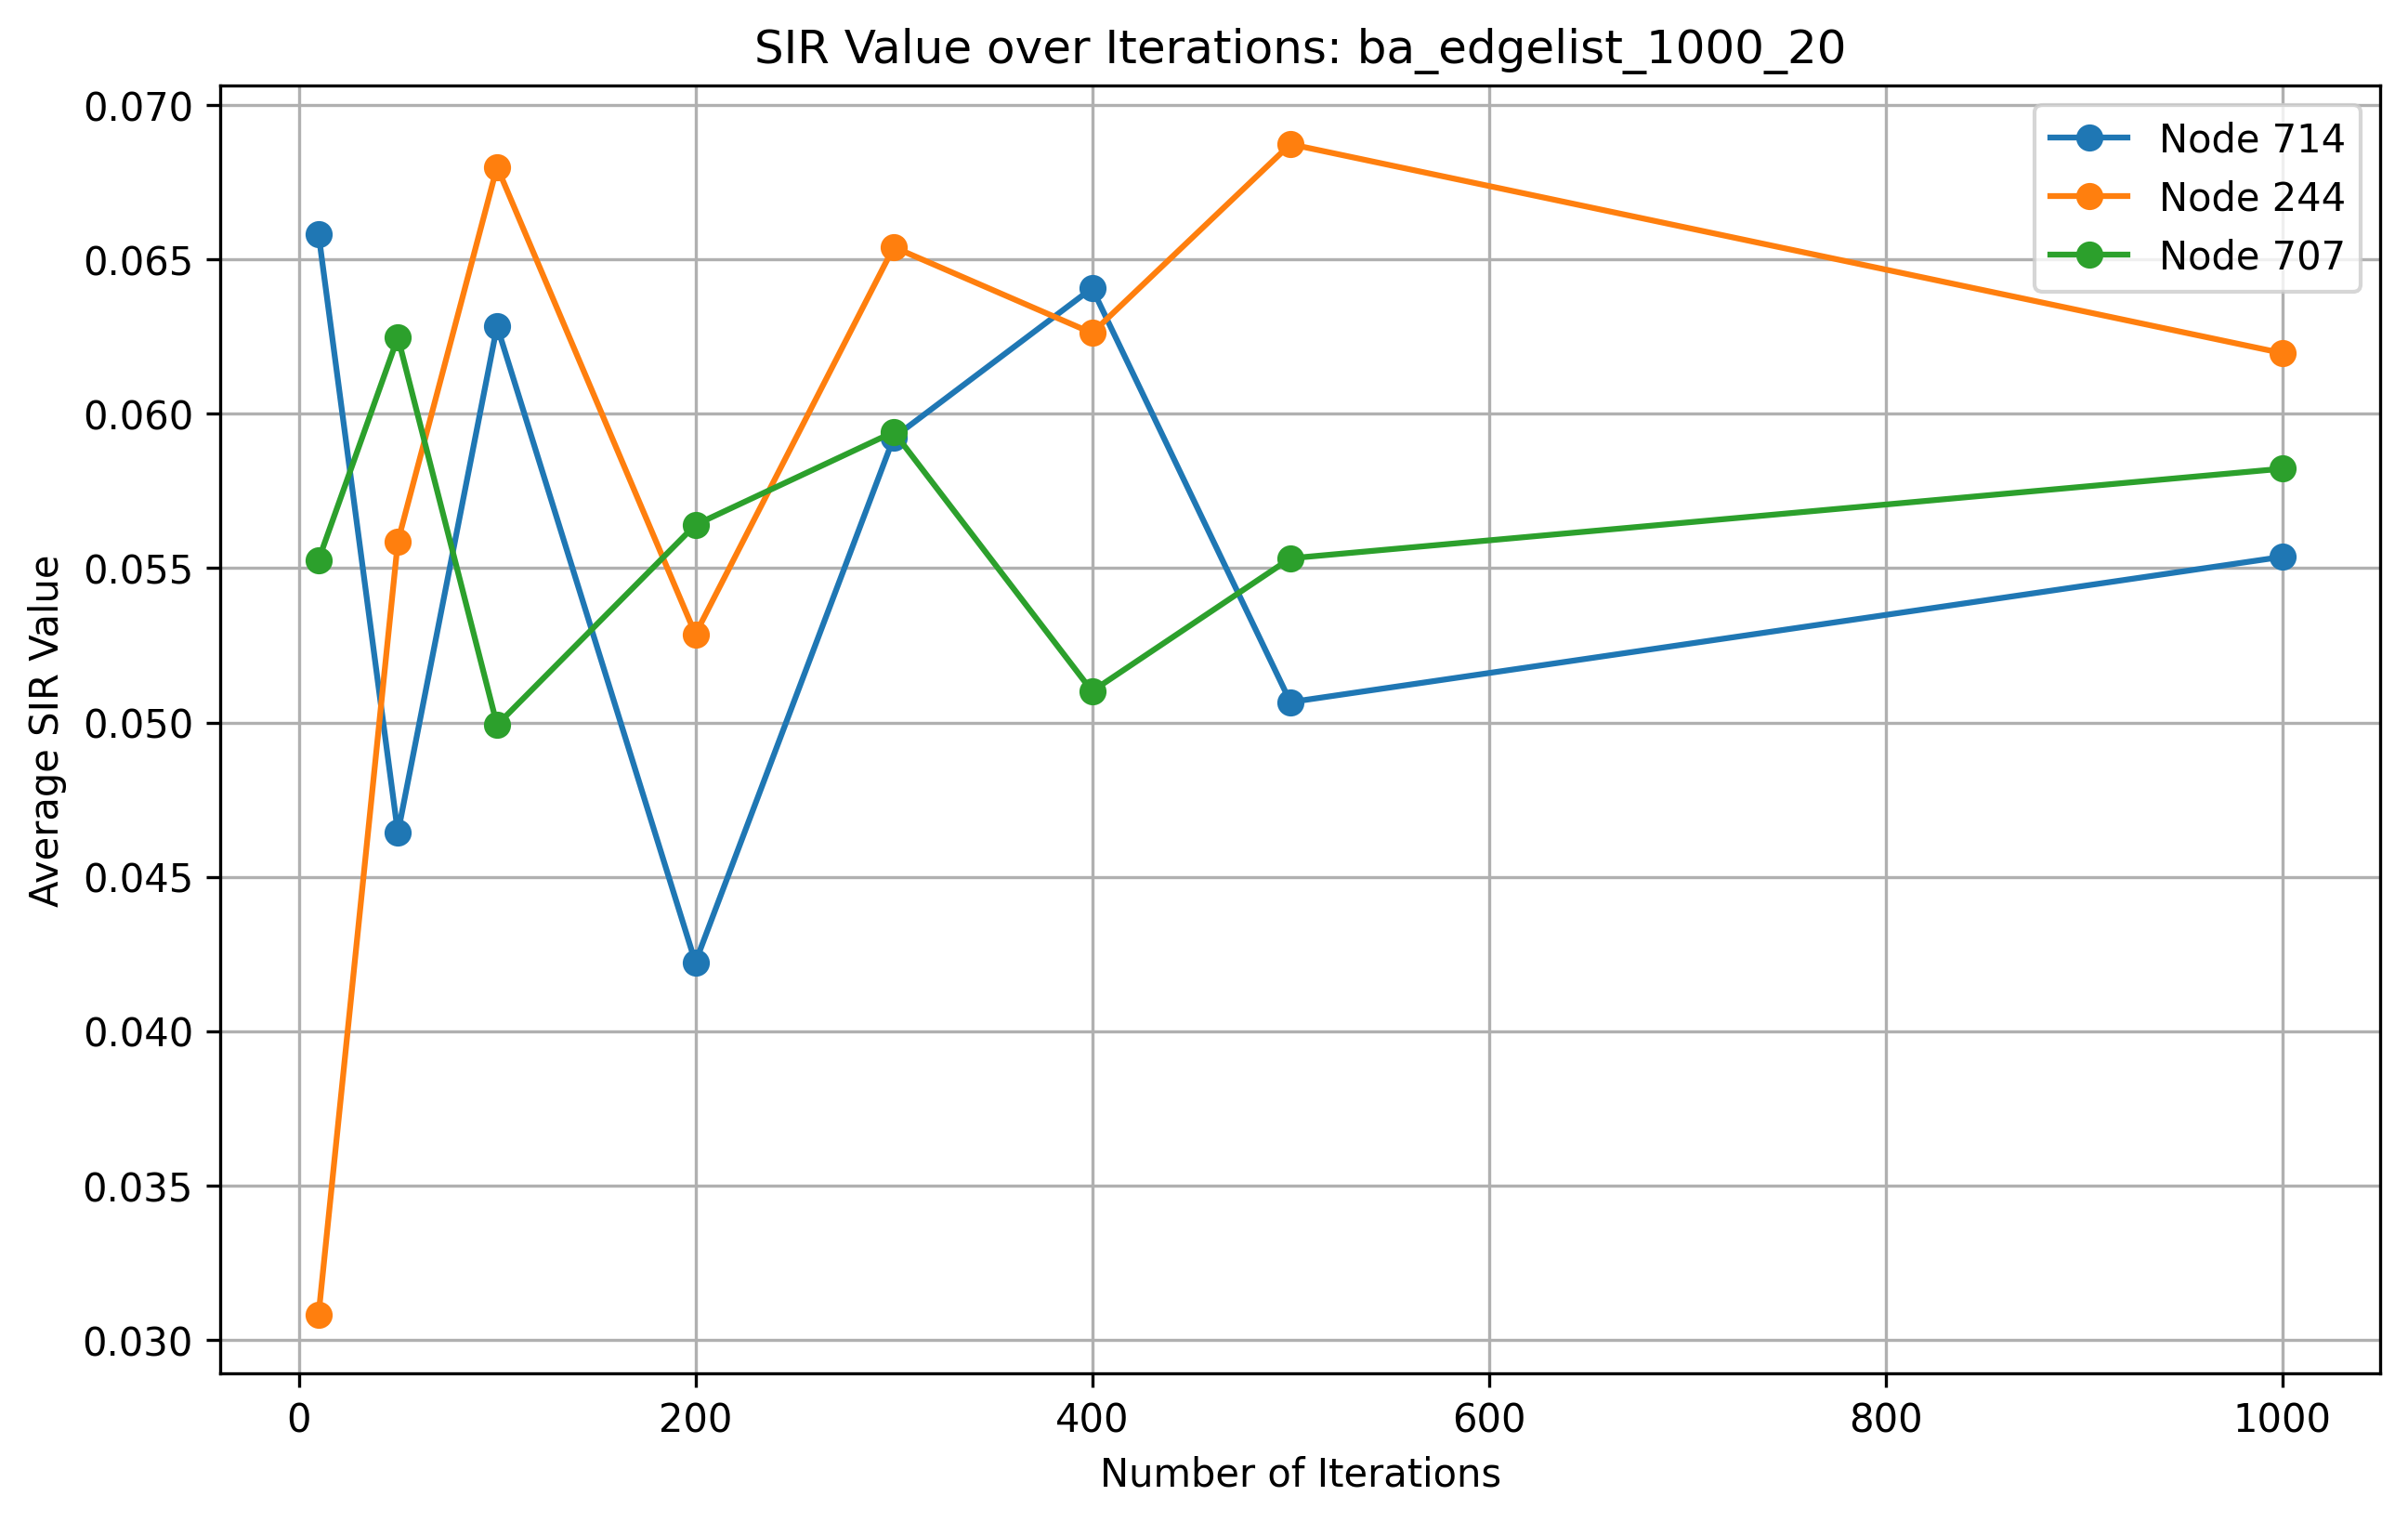 SIR Value over Iterations: ba_edgelist_1000_20
0.070
0.065
0.060
0.055
0.050
0.045
0.040
0.035
0.030
Average SIR Value
Node 714
Node 244
Node 707
0 200 400 600 800 1000
Number of Iterations